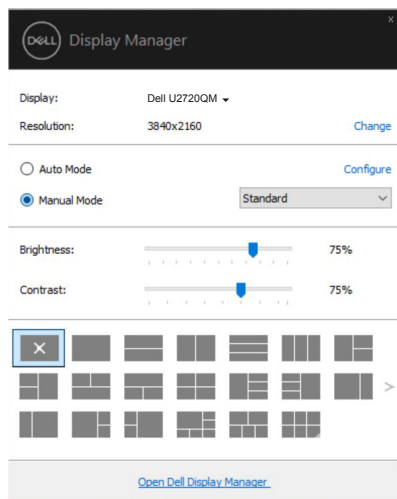 x
DELL Display Manager
Display: Dell U2720QM
Resolution: 3840x2160 Change
Auto Mode Configure
Manual Mode Standard
Brightness: 75%
Contrast: 75%
Open Dell Display Manager